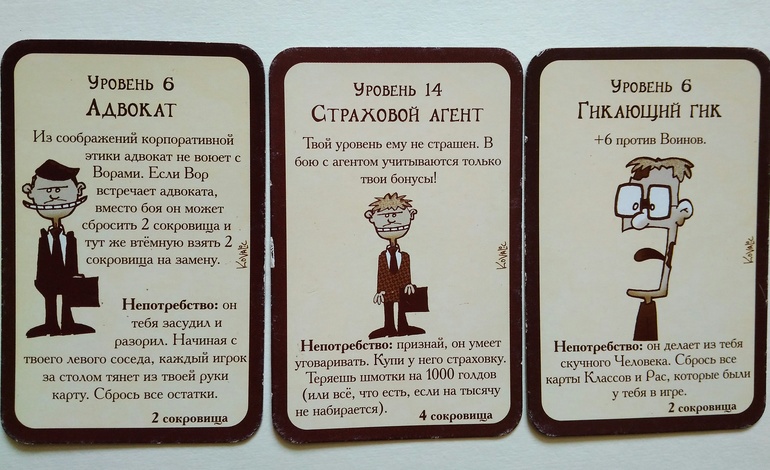 Уровень 6
Адвокат
Из соображений корпоративной
этики адвокат не воюет с
Ворами. Если Вор
встречает адвоката,
вместо боя он может
сбросить 2 сокровища и
тут же втёмную взять 2
сокровища на замену.
Kovalic
Непотребство: он
тебя засудил и
разорил. Начиная с
твоего левого соседа, каждый игрок
за столом тянет из твоей руки
карту. Сбрось все остатки.
2 сокровища
Уровень 14
Страховой агент
Твой уровень ему не страшен. В
бою с агентом учитываются только
твои бонусы!
Kovalic
Непотребство: признай, он умеет
уговаривать. Купи у него страховку.
Теряешь шмотки на 1000 голдов
(или всё, что есть, если на тысячу
не набирается).
4 сокровища
Уровень 6
Гикающий гик
+6 против Воинов.
Kovalic
Непотребство: он делает из тебя
скучного Человека. Сбрось все
карты Классов и Рас, которые были
у тебя в игре.
2 сокровища